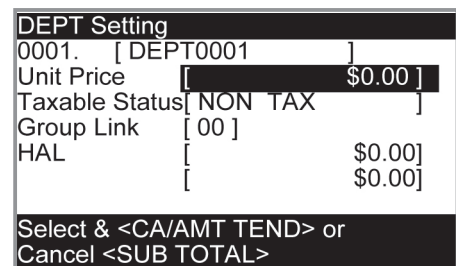 DEPT Setting
0001. [ DEPT0001 ]
Unit Price [ $0.00 ]
Taxable Status[ NON TAX ]
Group Link [ 00 ]
HAL [ $0.00]
[ $0.00]
Select & <CA/AMT TEND> or
Cancel <SUB TOTAL>